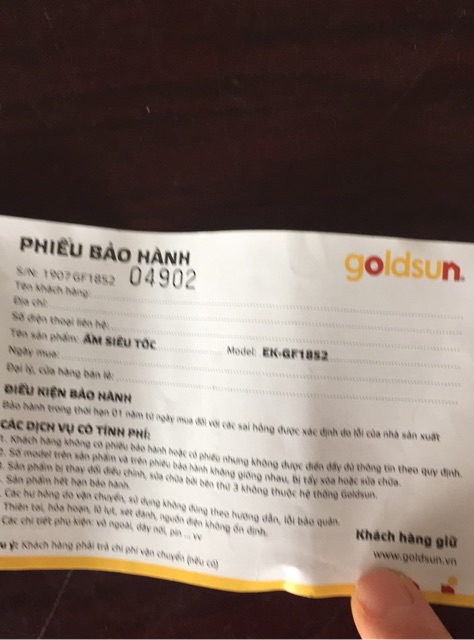 PHIẾU BẢO HÀNH
goldsun
S/N: 1907GF1852 04902
Tên khách hàng:
Địa chỉ:
Số điện thoại liên hệ:
Tên sản phẩm: ẤM SIÊU TỐC Model: EK-GF1852
Ngày mua:
Đại lý, cửa hàng bán lẻ:
ĐIỀU KIỆN BẢO HÀNH
Bảo hành trong thời hạn 01 năm từ ngày mua đối với các sai hỏng được xác định do lỗi của nhà sản xuất
CÁC DỊCH VỤ CÓ TÍNH PHÍ:
1. Khách hàng không có phiếu bảo hành hoặc có phiếu nhưng không được điền đầy đủ thông tin theo quy định.
2. Số model trên sản phẩm và trên phiếu bảo hành không giống nhau, bị tẩy xóa hoặc sửa chữa.
Sản phẩm bị thay đổi điều chỉnh, sửa chữa bởi bên thứ 3 không thuộc hệ thống Goldsun.
Sản phẩm hết hạn bảo hành.
Các hư hỏng do vận chuyển, sử dụng không đúng theo hướng dẫn, lỗi bảo quản.
Thiên tai, hỏa hoạn, lũ lụt, sét đánh, nguồn điện không ổn định.
Các chi tiết phụ kiện: vỏ ngoài, dây nối, pin ... vv
ưu ý: Khách hàng phải trả chi phí vận chuyển (nếu có)
Khách hàng giữ
www.goldsun.vn